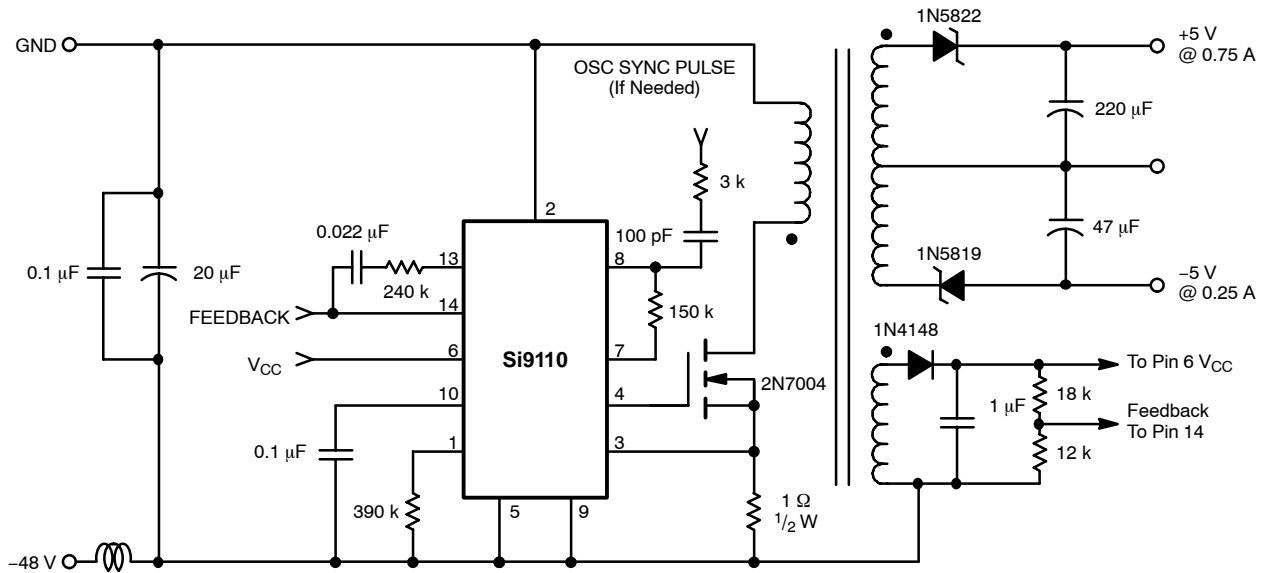 1N5822
GND
+5 V
@ 0.75 A
OSC SYNC PULSE
(If Needed)
220 μF
3 k
2
0.022 μF
100 pF
47 μF
13
8
1N5819
0.1 μF
20 μF
240 k
−5 V
@ 0.25 A
14
150 k
FEEDBACK
1N4148
Si9110
VCC
6
7
To Pin 6 VCC
2N7004
18 k
10
4
1 μF
Feedback
To Pin 14
0.1 μF
1
3
12 k
390 k
5
9
1 Ω
1/2 W
−48 V